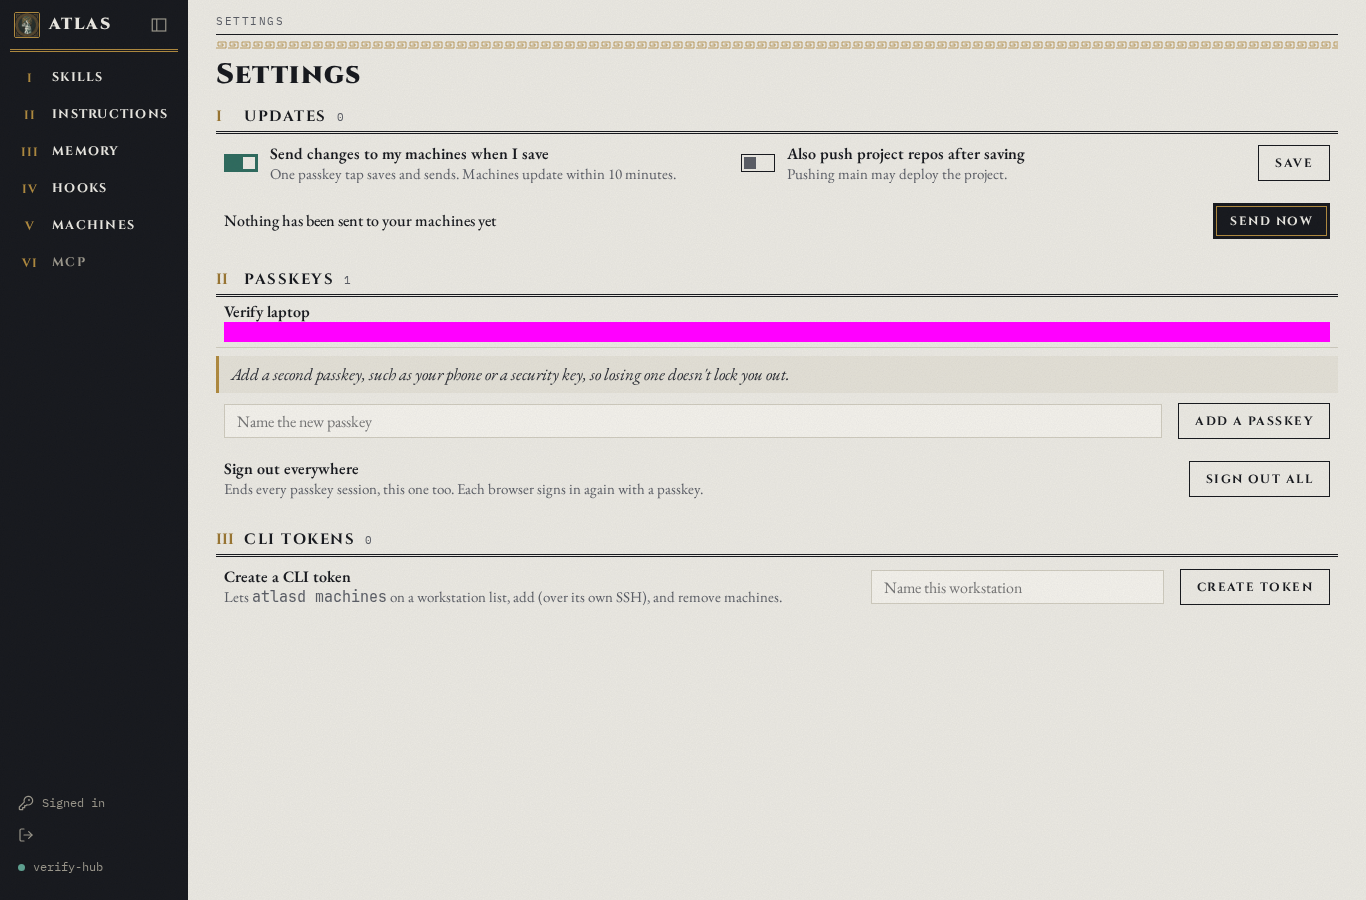 ATLAS
I SKILLS
II INSTRUCTIONS
III MEMORY
IV HOOKS
V MACHINES
VI MCP
Signed in
verify-hub
SETTINGS
SETTINGS
I UPDATES 0
Send changes to my machines when I save
One passkey tap saves and sends. Machines update within 10 minutes.
Also push project repos after saving
Pushing main may deploy the project.
SAVE
Nothing has been sent to your machines yet
SEND NOW
II PASSKEYS 1
Verify laptop
Add a second passkey, such as your phone or a security key, so losing one doesn't lock you out.
Name the new passkey
ADD A PASSKEY
Sign out everywhere
Ends every passkey session, this one too. Each browser signs in again with a passkey.
SIGN OUT ALL
III CLI TOKENS 0
Create a CLI token
Lets atlasd machines on a workstation list, add (over its own SSH), and remove machines.
Name this workstation
CREATE TOKEN